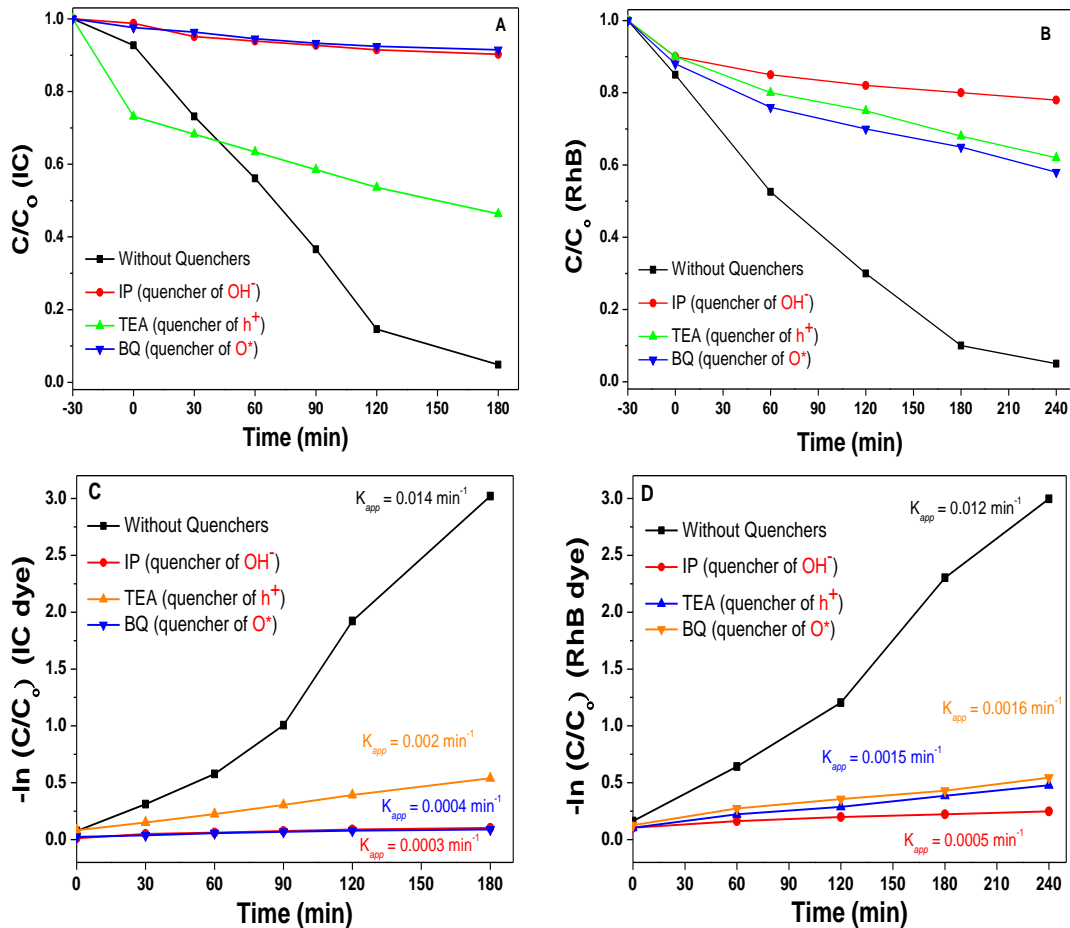 A
C/Cₒ (IC)
1.0
0.8
0.6
0.4
0.2
0.0
Without Quenchers
IP (quencher of OH⁻)
TEA (quencher of h⁺)
BQ (quencher of O*)
-30 0 30 60 90 120 150 180
Time (min)
B
C/Cₒ (RhB)
1.0
0.8
0.6
0.4
0.2
0.0
Without Quenchers
IP (quencher of OH⁻)
TEA (quencher of h⁺)
BQ (quencher of O*)
-30 0 30 60 90 120 150 180 210 240
Time (min)
C
-ln (C/Cₒ) (IC dye)
3.0
2.5
2.0
1.5
1.0
0.5
0.0
K_app = 0.014 min⁻¹
Without Quenchers
IP (quencher of OH⁻)
TEA (quencher of h⁺)
BQ (quencher of O*)
K_app = 0.002 min⁻¹
K_app = 0.0004 min⁻¹
K_app = 0.0003 min⁻¹
0 30 60 90 120 150 180
Time (min)
D
-ln (C/Cₒ) (RhB dye)
3.0
2.5
2.0
1.5
1.0
0.5
0.0
K_app = 0.012 min⁻¹
Without Quenchers
IP (quencher of OH⁻)
TEA (quencher of h⁺)
BQ (quencher of O*)
K_app = 0.0016 min⁻¹
K_app = 0.0015 min⁻¹
K_app = 0.0005 min⁻¹
0 30 60 90 120 150 180 210 240
Time (min)